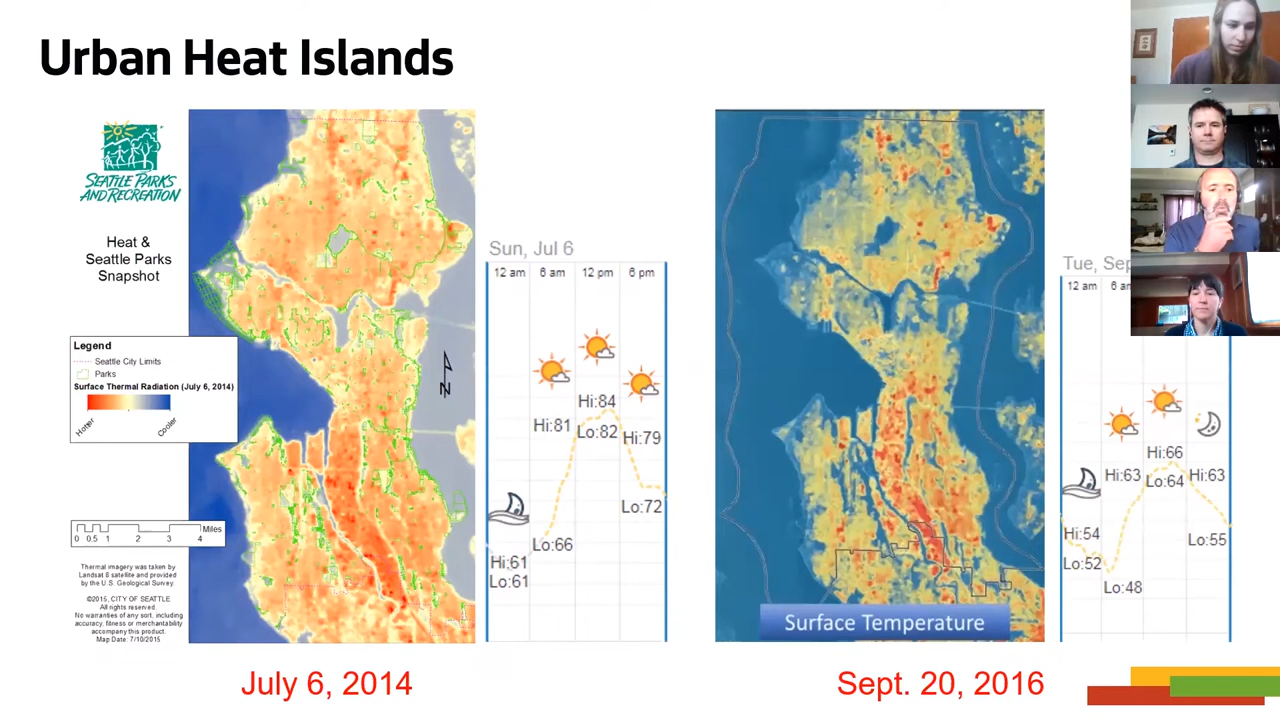 Urban Heat Islands
SEATTLE PARKS
AND RECREATION
Heat &
Seattle Parks
Snapshot
Legend
Seattle City Limits
Parks
Surface Thermal Radiation (July 6, 2014)
Hotter
Cooler
Miles
0 0.5 1 2 3 4
Thermal imagery was taken by
Landsat 8 satellite and provided
by the U.S. Geological Survey
©2015, CITY OF SEATTLE
All rights reserved.
No warranties of any sort, including
accuracy, fitness or merchantability
accompany this product.
Map Date: 7/10/2015
N
Sun, Jul 6
12 am 6 am 12 pm 6 pm
Hi:84
Hi:81 Lo:82 Hi:79
Lo:72
Lo:66
Hi:61
Lo:61
July 6, 2014
Surface Temperature
Tue, Sep
12 am 6 am
Hi:66
Hi:63 Lo:64 Hi:63
Hi:54
Lo:55
Lo:52
Lo:48
Sept. 20, 2016